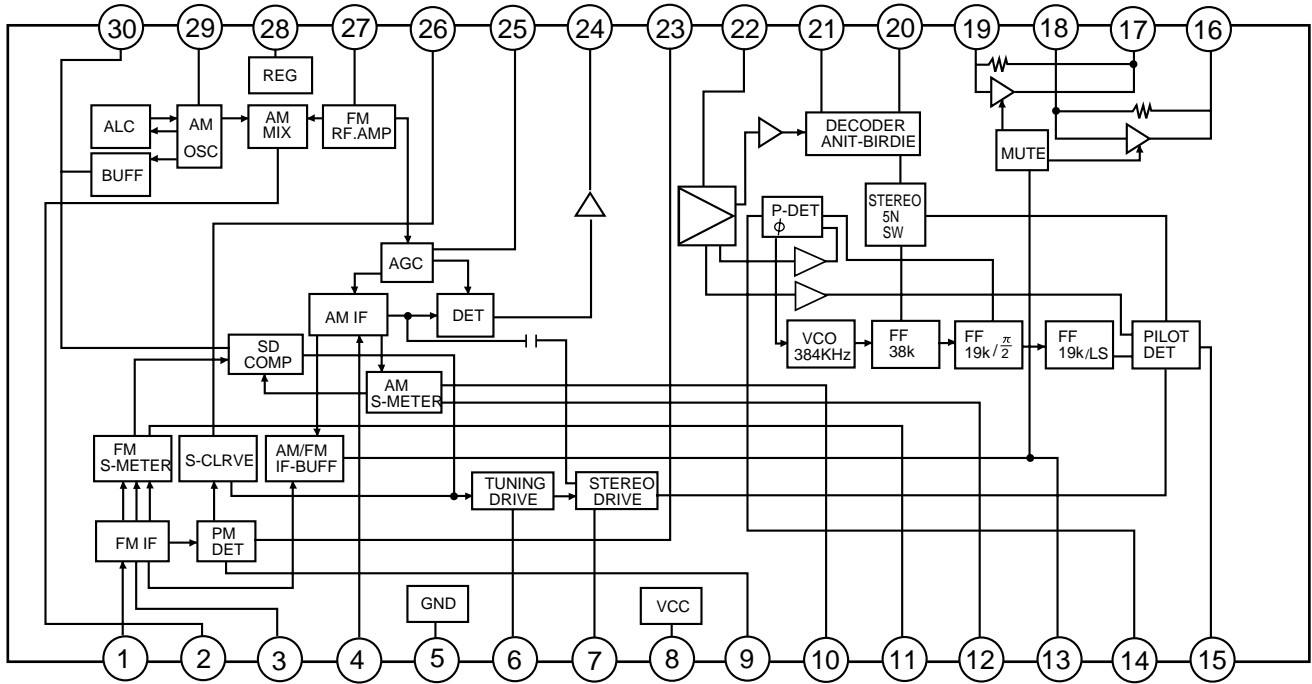 30 29 28 27 26 25 24 23 22 21 20 19 18 17 16
REG
ALC
AM
OSC
AM
MIX
FM
RF.AMP
BUFF
DECODER
ANIT-BIRDIE
MUTE
STEREO
5N
SW
P-DET
ϕ
AGC
AM IF
DET
SD
COMP
VCO
384KHz
FF
38k
FF
19k/π/2
FF
19k/LS
PILOT
DET
AM
S-METER
FM
S-METER
S-CLRVE
AM/FM
IF-BUFF
TUNING
DRIVE
STEREO
DRIVE
FM IF
PM
DET
GND
VCC
1 2 3 4 5 6 7 8 9 10 11 12 13 14 15